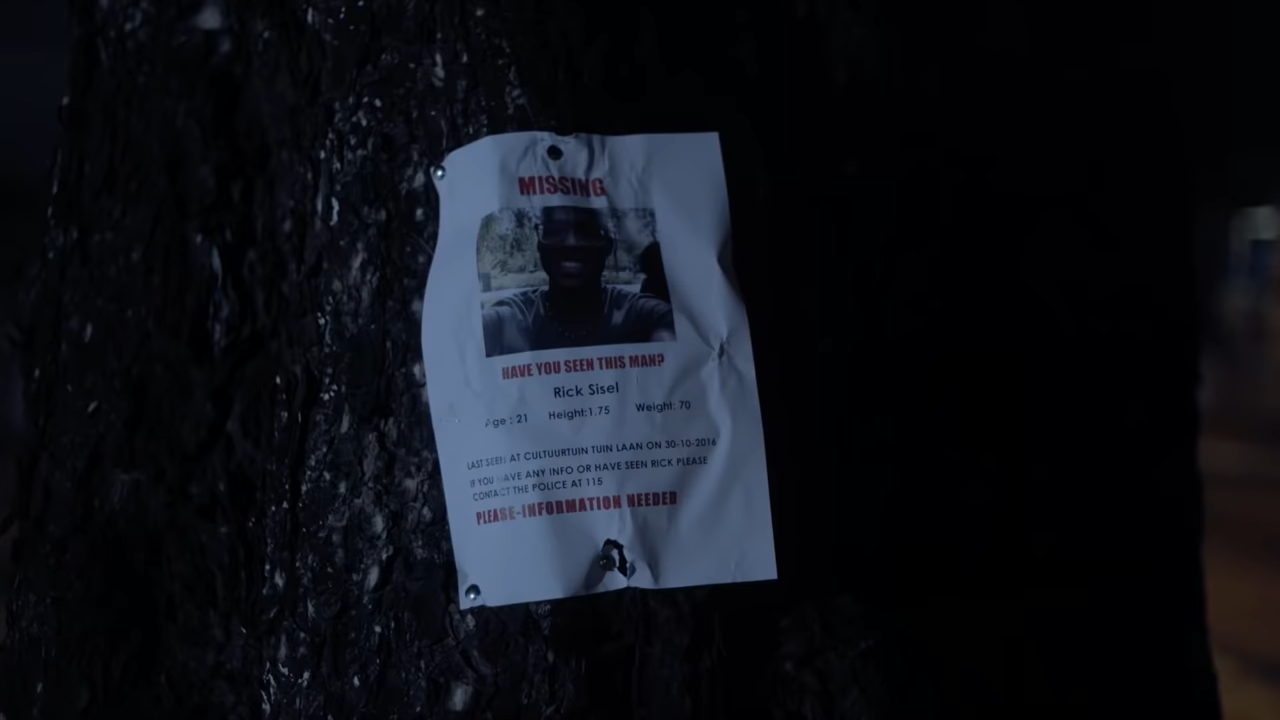 MISSING
HAVE YOU SEEN THIS MAN?
Rick Sisel
Age : 21 Height:1.75 Weight: 70
LAST SEEN AT CULTUURTUIN TUIN LAAN ON 30-10-2016
IF YOU HAVE ANY INFO OR HAVE SEEN RICK PLEASE
CONTACT THE POLICE AT 115
PLEASE-INFORMATION NEEDED